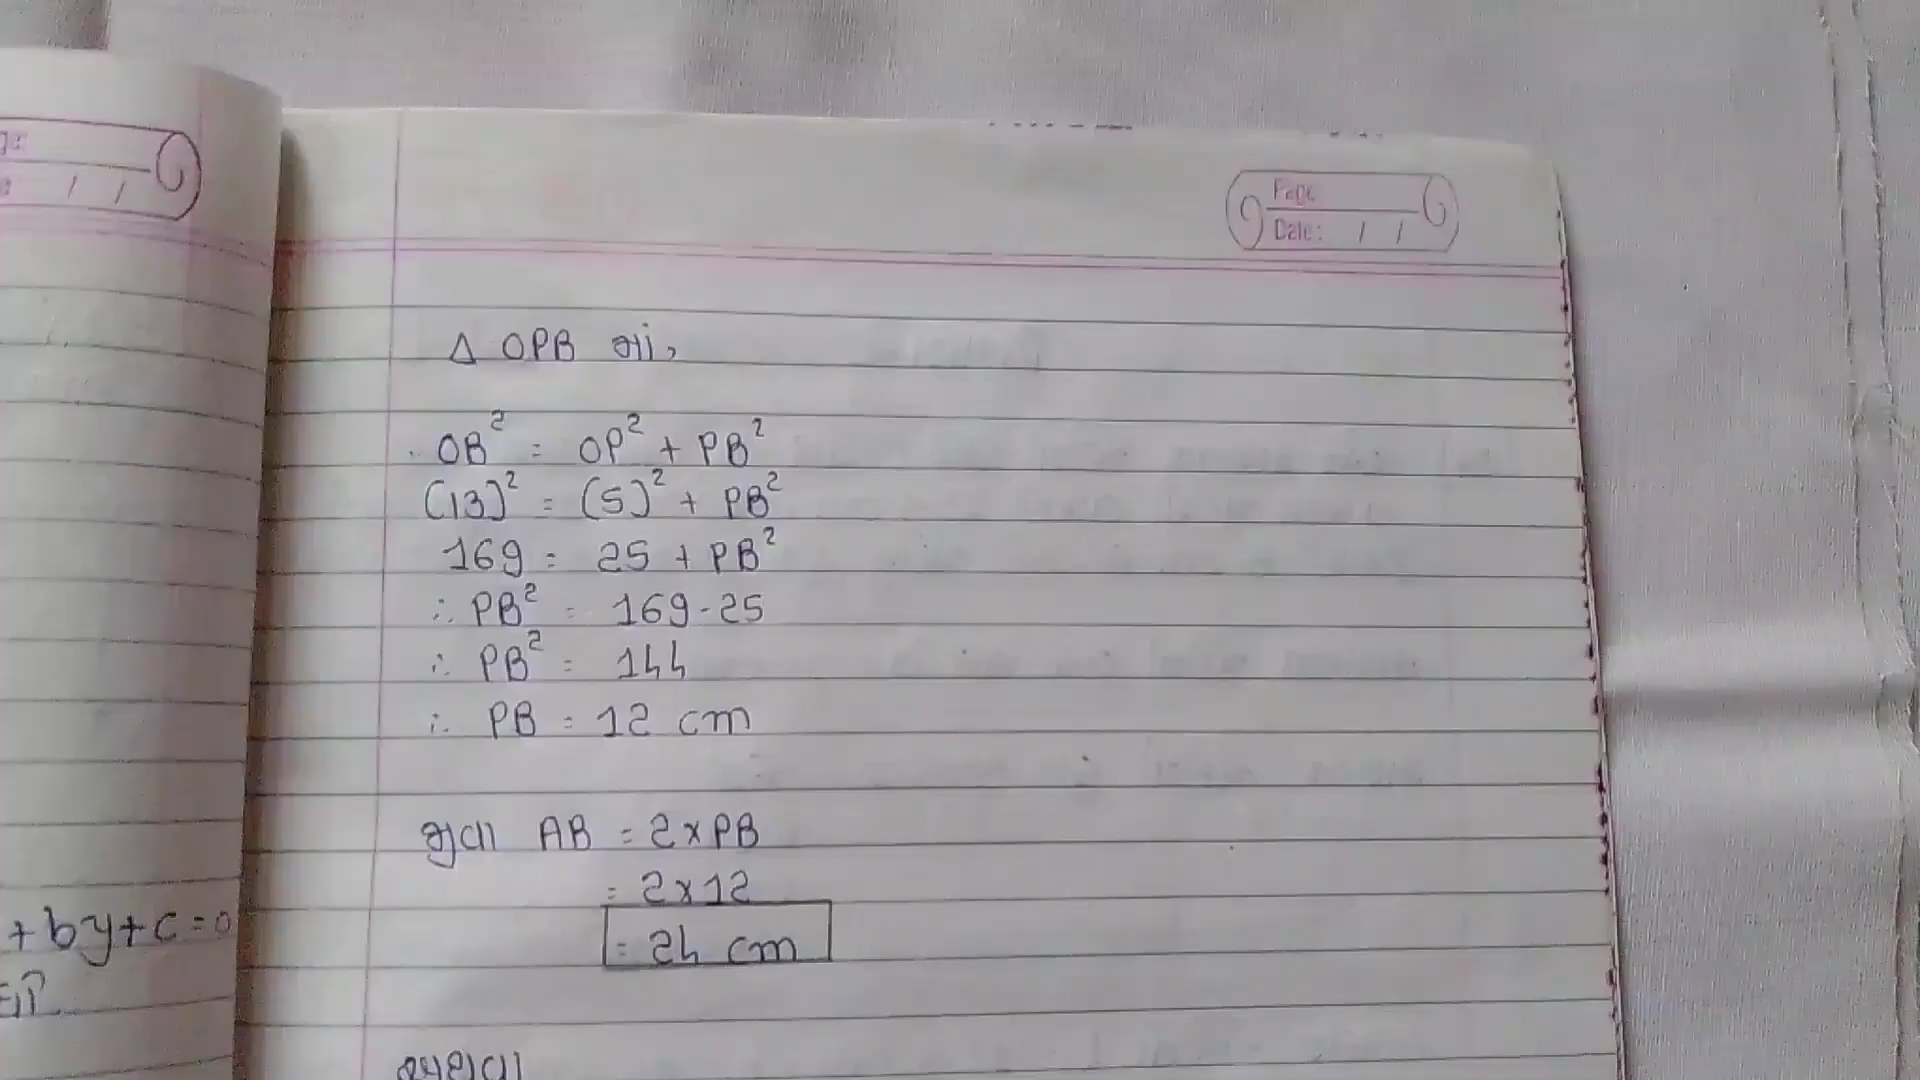 / /
Page
Date: / /
Δ OPB માં,
OB² = OP² + PB²
(13)² = (5)² + PB²
169 = 25 + PB²
∴ PB² = 169-25
∴ PB² = 144
∴ PB = 12 cm
જીવા AB = 2×PB
= 2×12
= 24 cm
+by+c=0
અથવા